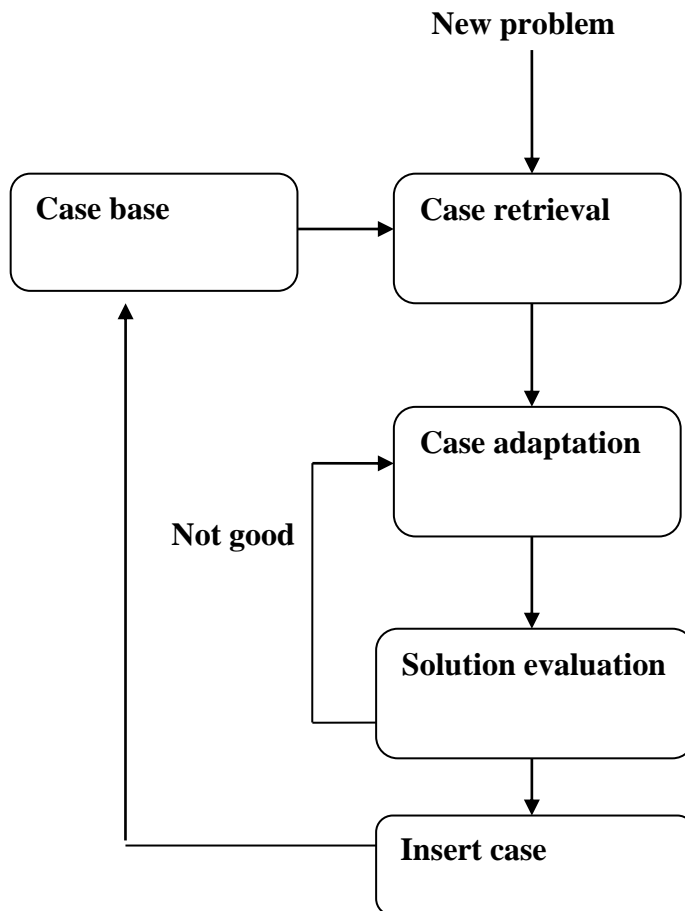 New problem
Case base
Case retrieval
Case adaptation
Not good
Solution evaluation
Insert case